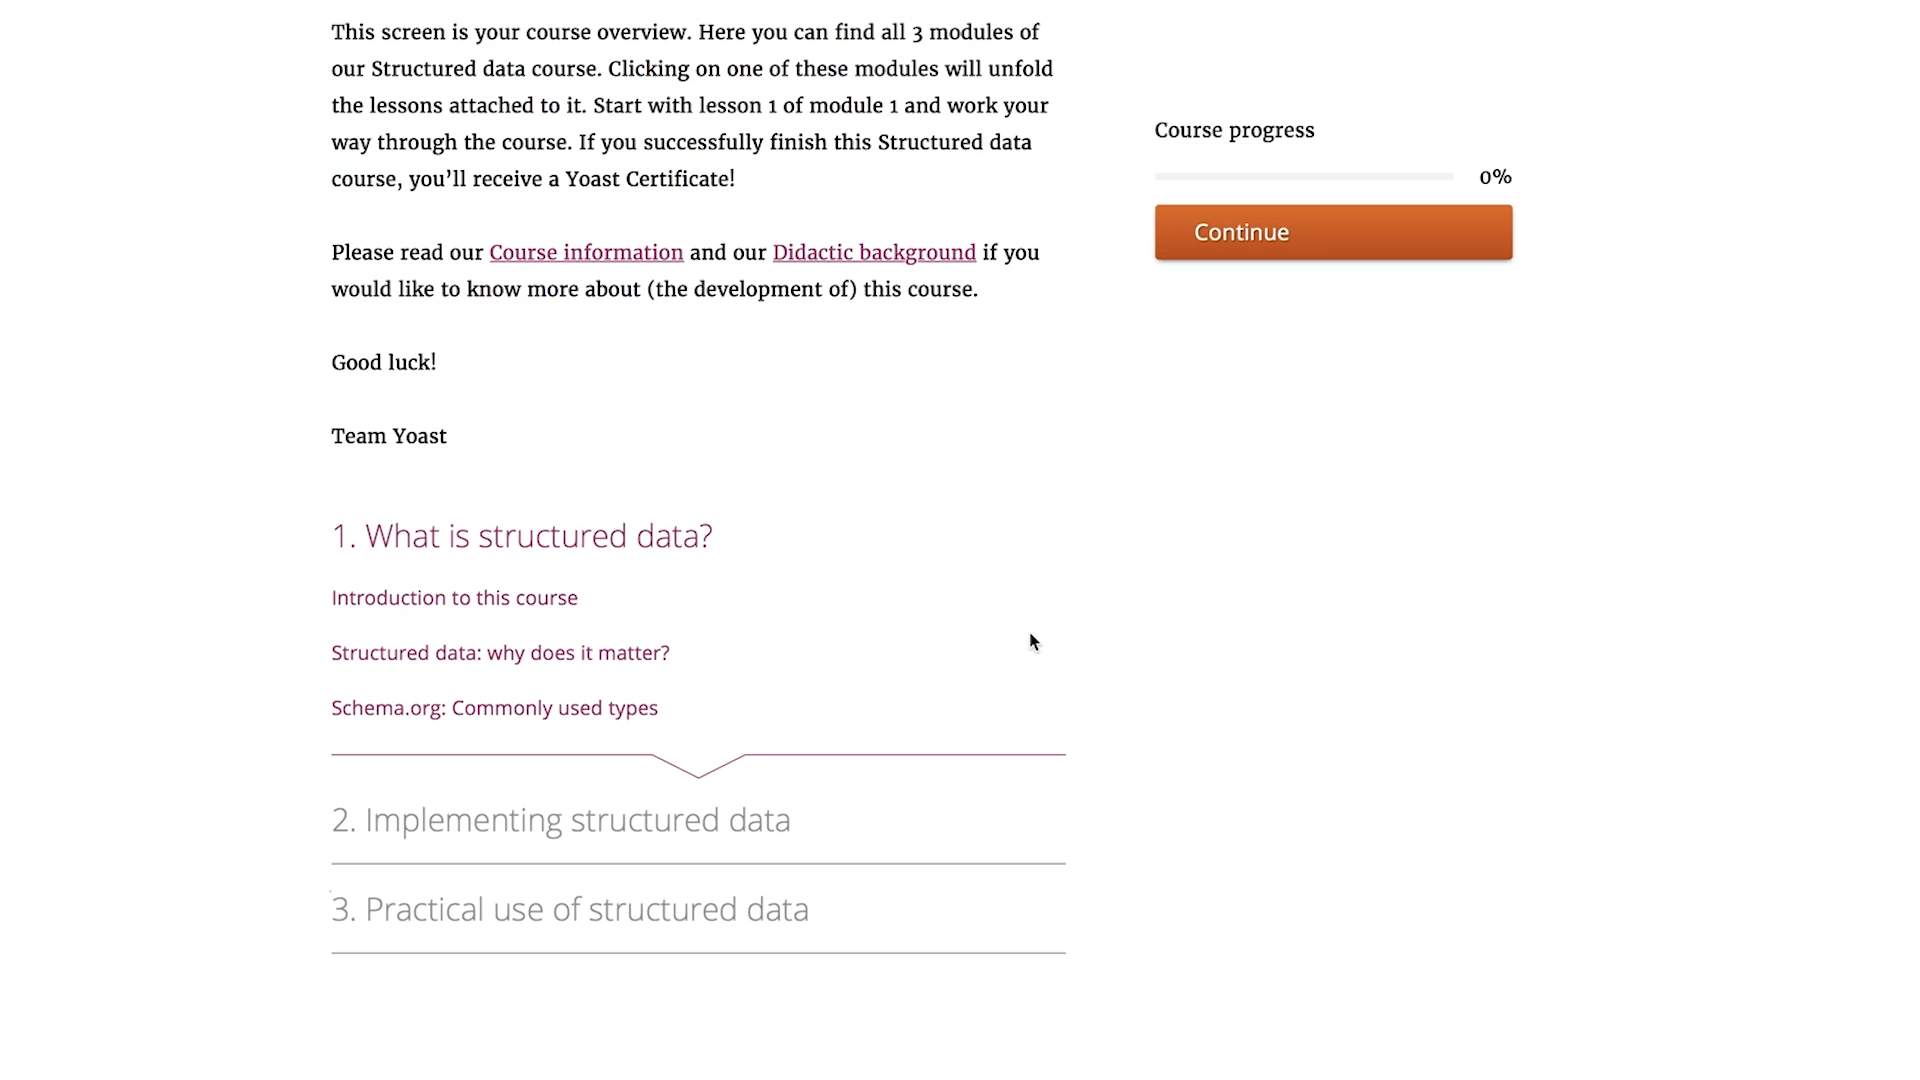 This screen is your course overview. Here you can find all 3 modules of
our Structured data course. Clicking on one of these modules will unfold
the lessons attached to it. Start with lesson 1 of module 1 and work your
way through the course. If you successfully finish this Structured data
course, you’ll receive a Yoast Certificate!
Please read our Course information and our Didactic background if you
would like to know more about (the development of) this course.
Good luck!
Team Yoast
Course progress
0%
Continue
1. What is structured data?
Introduction to this course
Structured data: why does it matter?
Schema.org: Commonly used types
2. Implementing structured data
3. Practical use of structured data